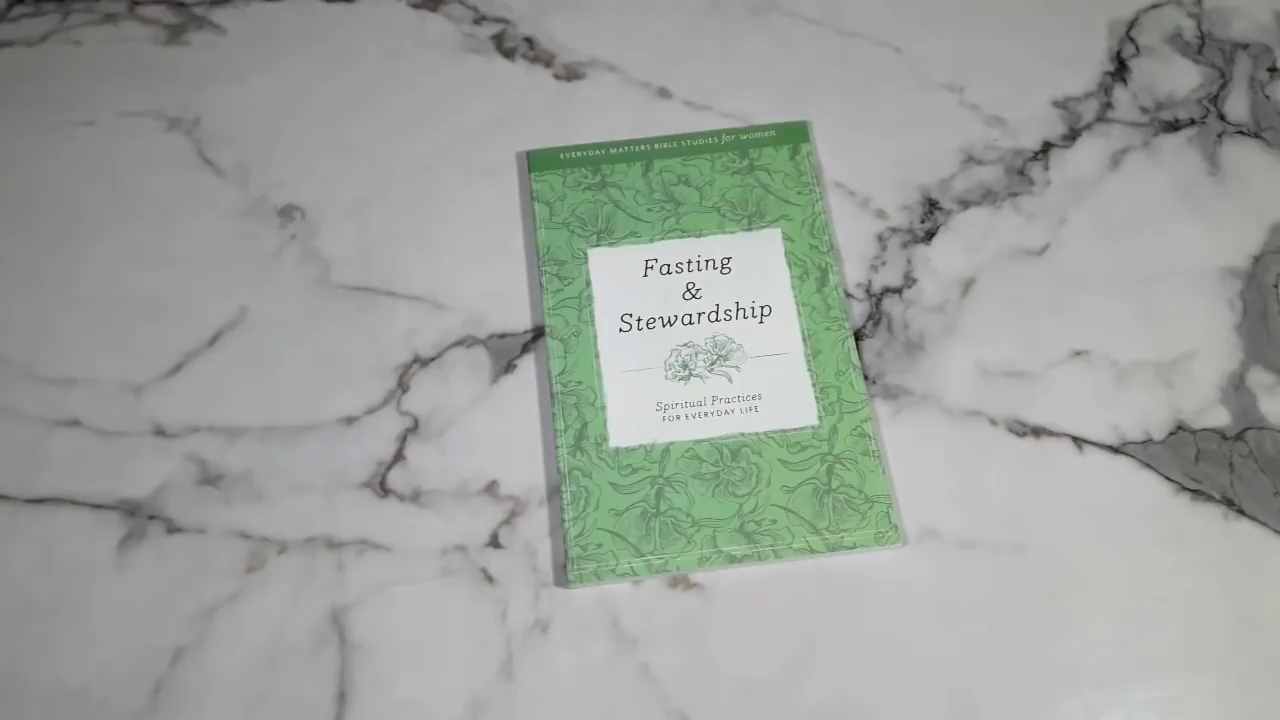 EVERYDAY MATTERS BIBLE STUDIES for women
Fasting
&
Stewardship
Spiritual Practices
FOR EVERYDAY LIFE